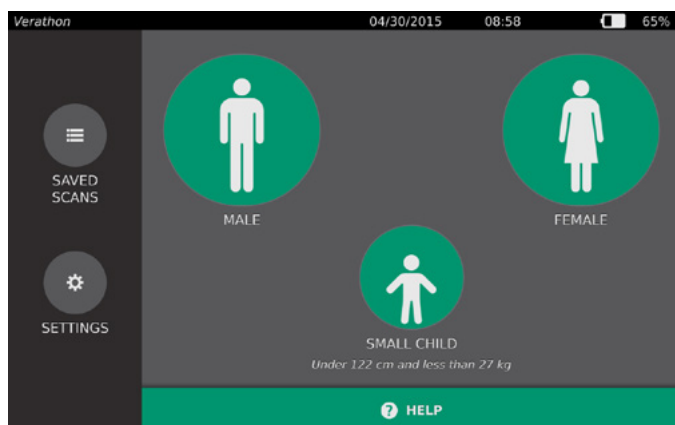 Verathon 04/30/2015 08:58 65%
SAVED
SCANS
SETTINGS
MALE
FEMALE
SMALL CHILD
Under 122 cm and less than 27 kg
? HELP